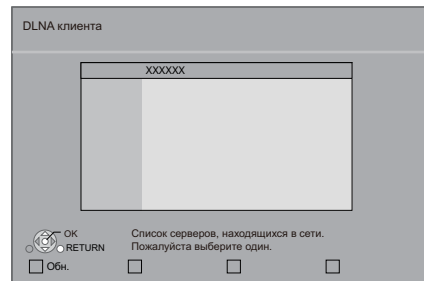 DLNA клиента
XXXXXX
OK
RETURN
Список серверов, находящихся в сети.
Пожалуйста выберите один.
Обн.